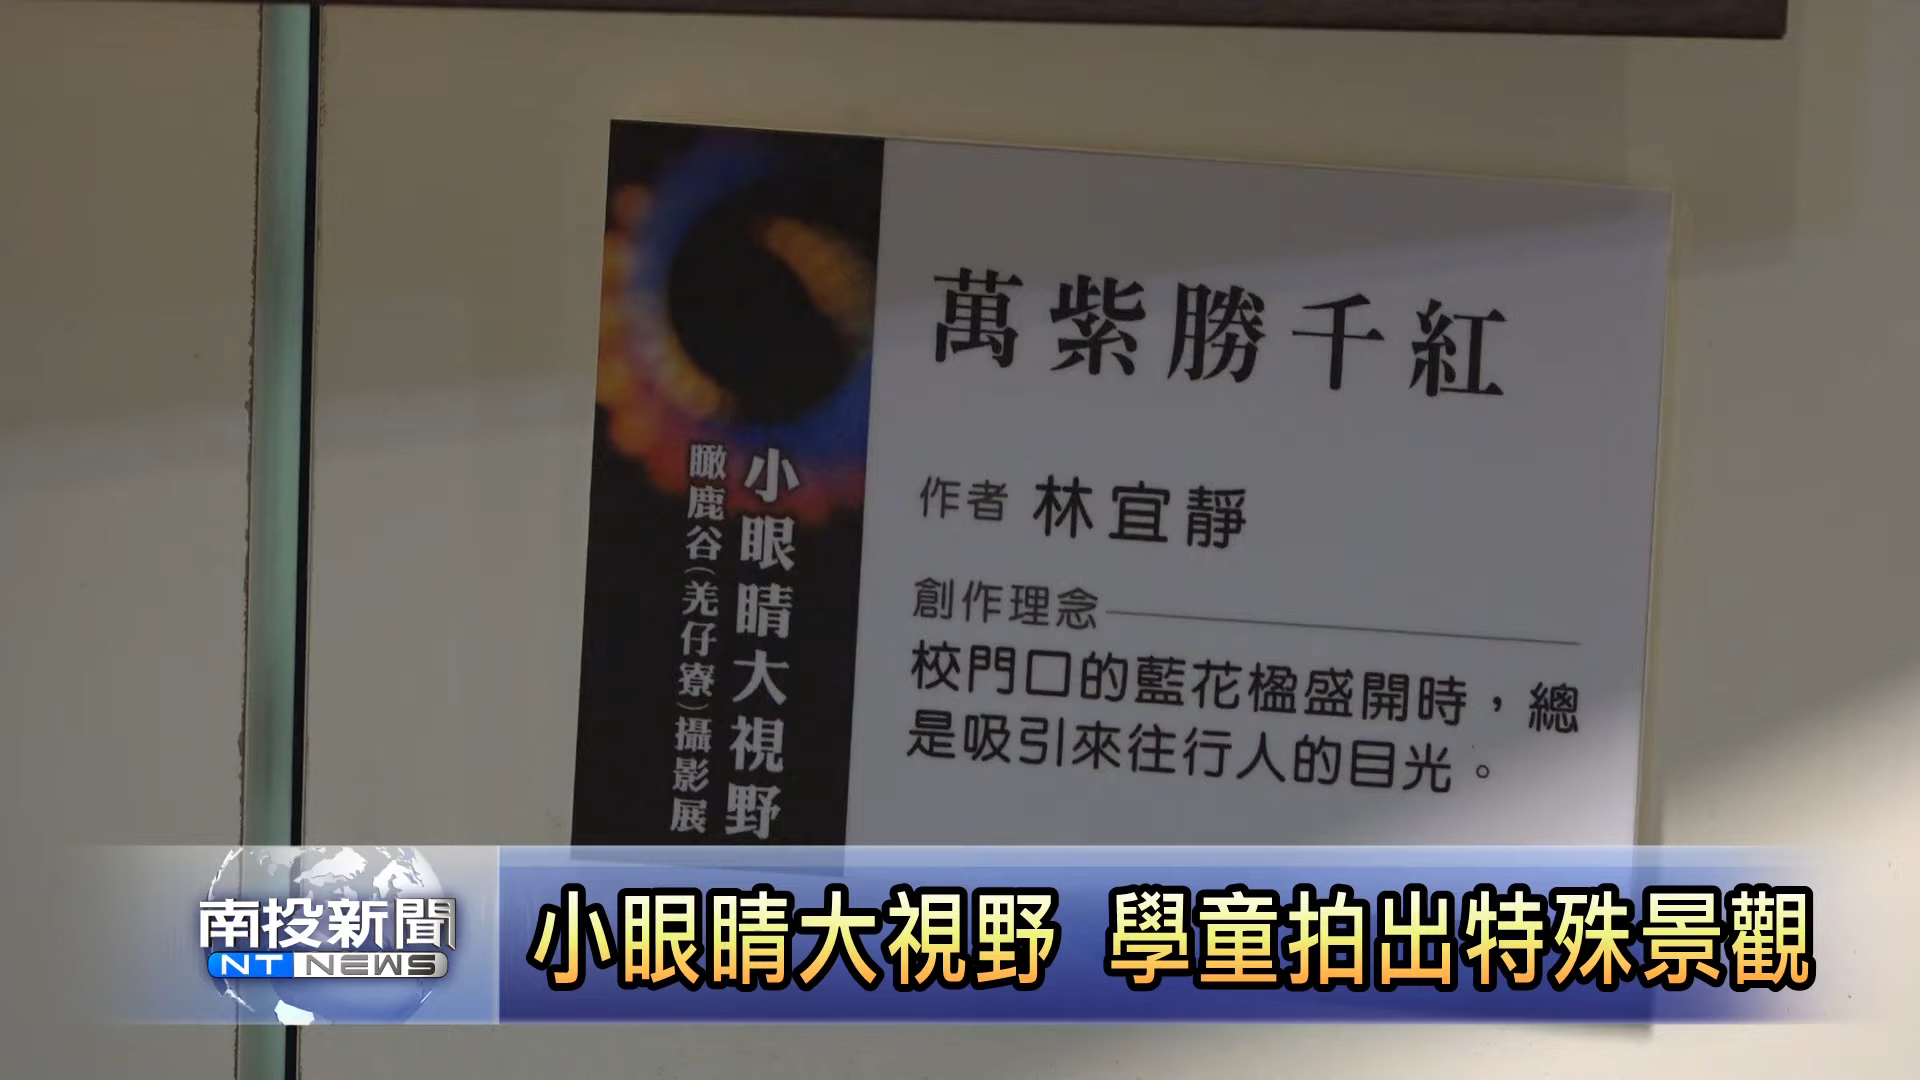 萬紫勝千紅
作者 林宜靜
創作理念
校門口的藍花楹盛開時，總
是吸引來往行人的目光。
小眼睛大視野
瞰鹿谷(羌仔寮)攝影展
南投新聞
NT NEWS
小眼睛大視野 學童拍出特殊景觀